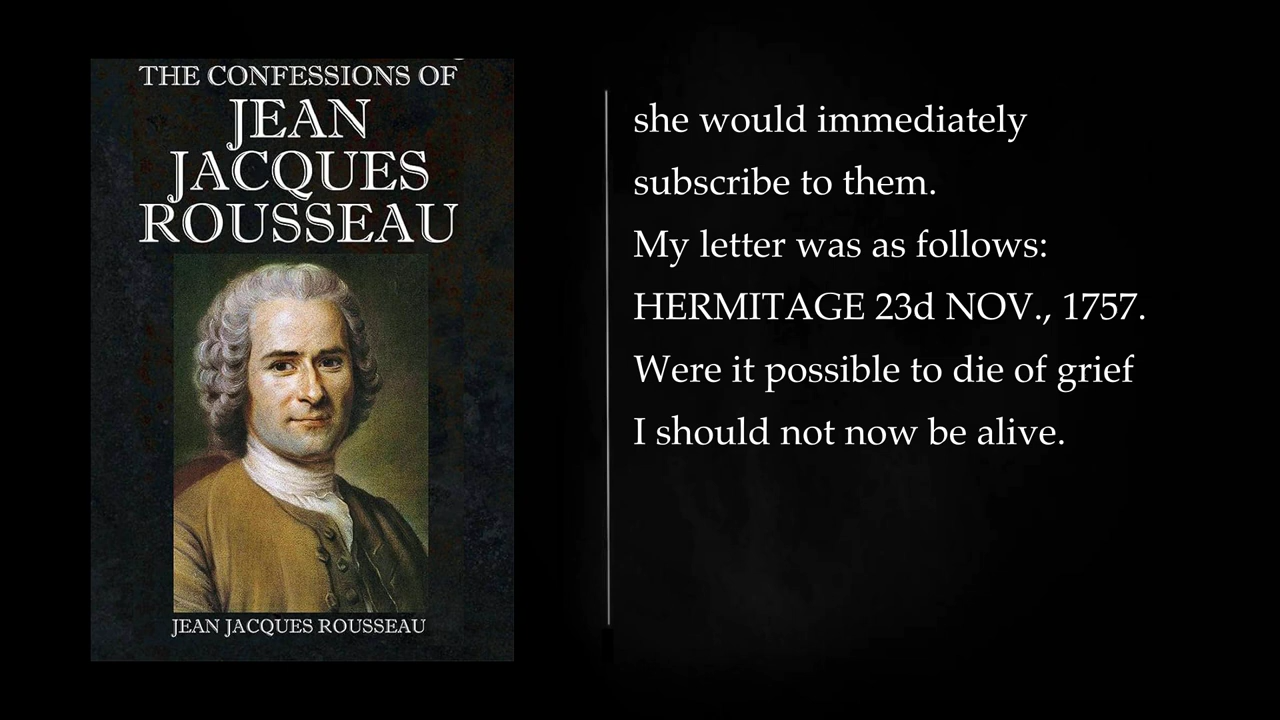 THE CONFESSIONS OF
JEAN
JACQUES
ROUSSEAU
JEAN JACQUES ROUSSEAU
she would immediately
subscribe to them.
My letter was as follows:
HERMITAGE 23d NOV., 1757.
Were it possible to die of grief
I should not now be alive.